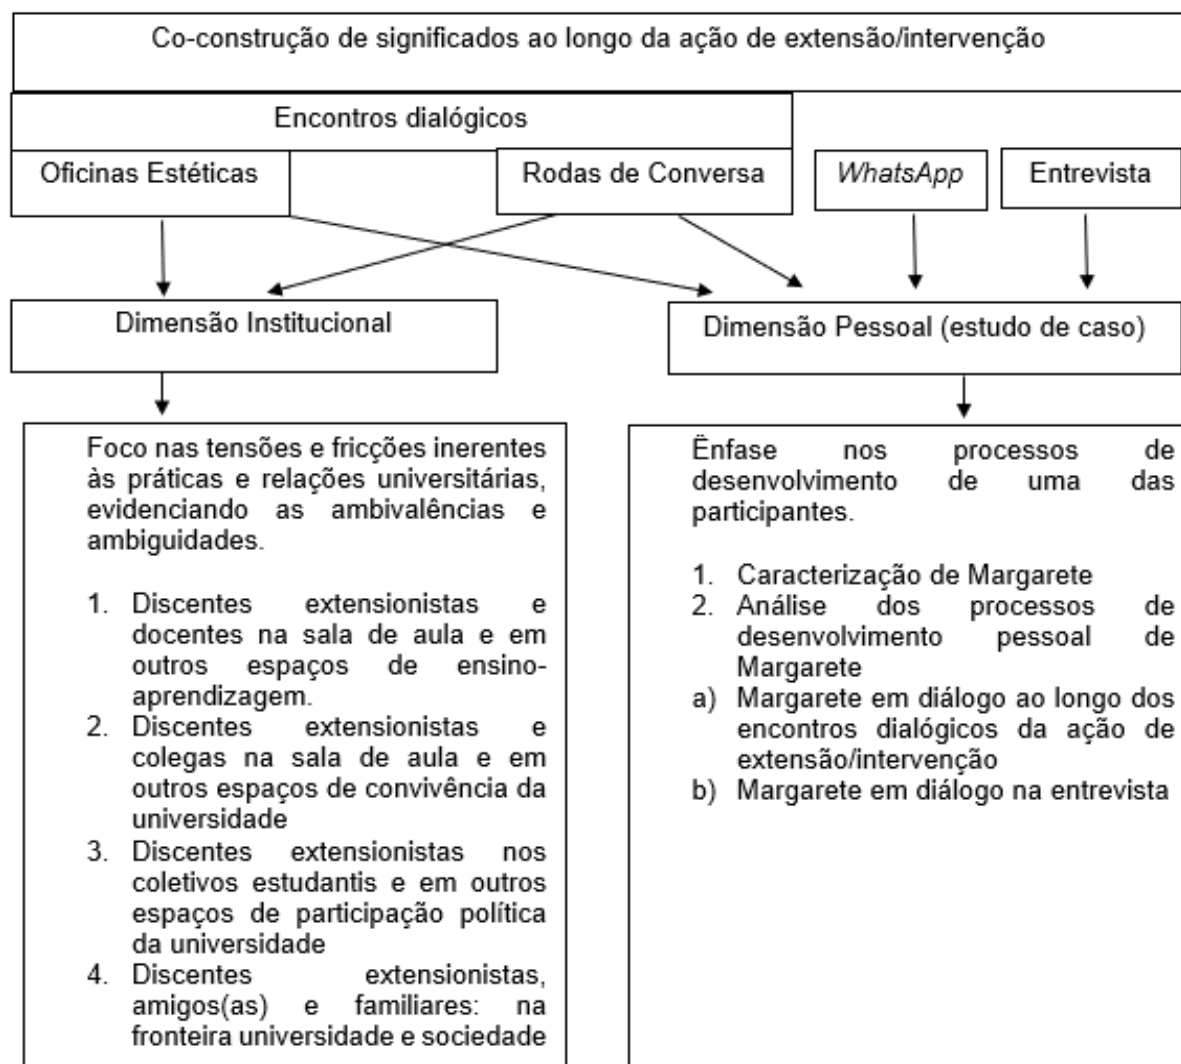 Co-construção de significados ao longo da ação de extensão/intervenção
Encontros dialógicos
Oficinas Estéticas
Rodas de Conversa
WhatsApp
Entrevista
Dimensão Institucional
Dimensão Pessoal (estudo de caso)
Foco nas tensões e fricções inerentes
às práticas e relações universitárias,
evidenciando as ambivalências e
ambiguidades.
1. Discentes extensionistas e
docentes na sala de aula e em
outros espaços de ensino-
aprendizagem.
2. Discentes extensionistas e
colegas na sala de aula e em
outros espaços de convivência da
universidade
3. Discentes extensionistas nos
coletivos estudantis e em outros
espaços de participação política
da universidade
4. Discentes extensionistas,
amigos(as) e familiares: na
fronteira universidade e sociedade
Ênfase nos processos de
desenvolvimento de uma das
participantes.
1. Caracterização de Margarete
2. Análise dos processos de
desenvolvimento pessoal de
Margarete
a) Margarete em diálogo ao longo dos
encontros dialógicos da ação de
extensão/intervenção
b) Margarete em diálogo na entrevista